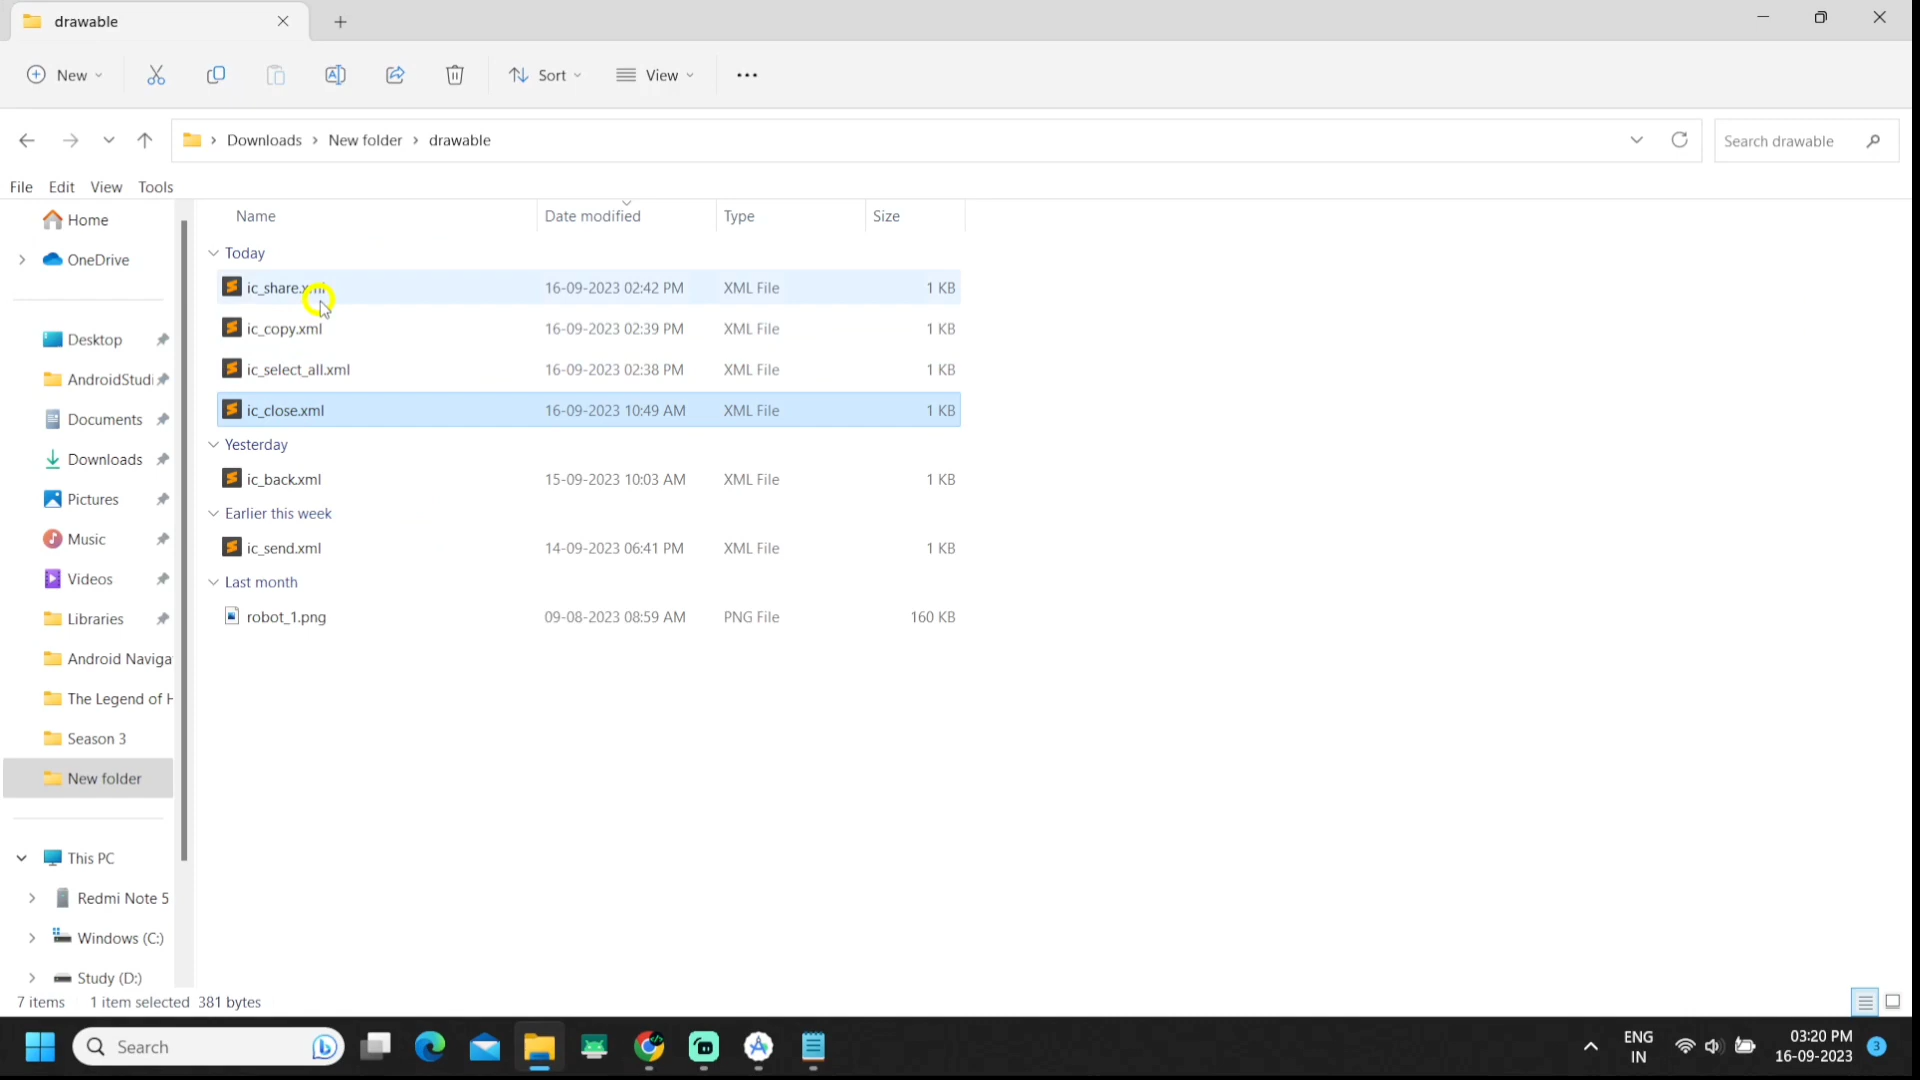 drawable
New
Sort
View
Downloads
New folder
drawable
Search drawable
File Edit View Tools
Home
OneDrive
Desktop
AndroidStudi
Documents
Downloads
Pictures
Music
Videos
Libraries
Android Naviga
The Legend of H
Season 3
New folder
This PC
Redmi Note 5
Windows (C:)
Study (D:)
Name Date modified Type Size
Today
ic_share.xml 16-09-2023 02:42 PM XML File 1 KB
ic_copy.xml 16-09-2023 02:39 PM XML File 1 KB
ic_select_all.xml 16-09-2023 02:38 PM XML File 1 KB
ic_close.xml 16-09-2023 10:49 AM XML File 1 KB
Yesterday
ic_back.xml 15-09-2023 10:03 AM XML File 1 KB
Earlier this week
ic_send.xml 14-09-2023 06:41 PM XML File 1 KB
Last month
robot_1.png 09-08-2023 08:59 AM PNG File 160 KB
7 items 1 item selected 381 bytes
Search
ENG
IN
03:20 PM
16-09-2023
3